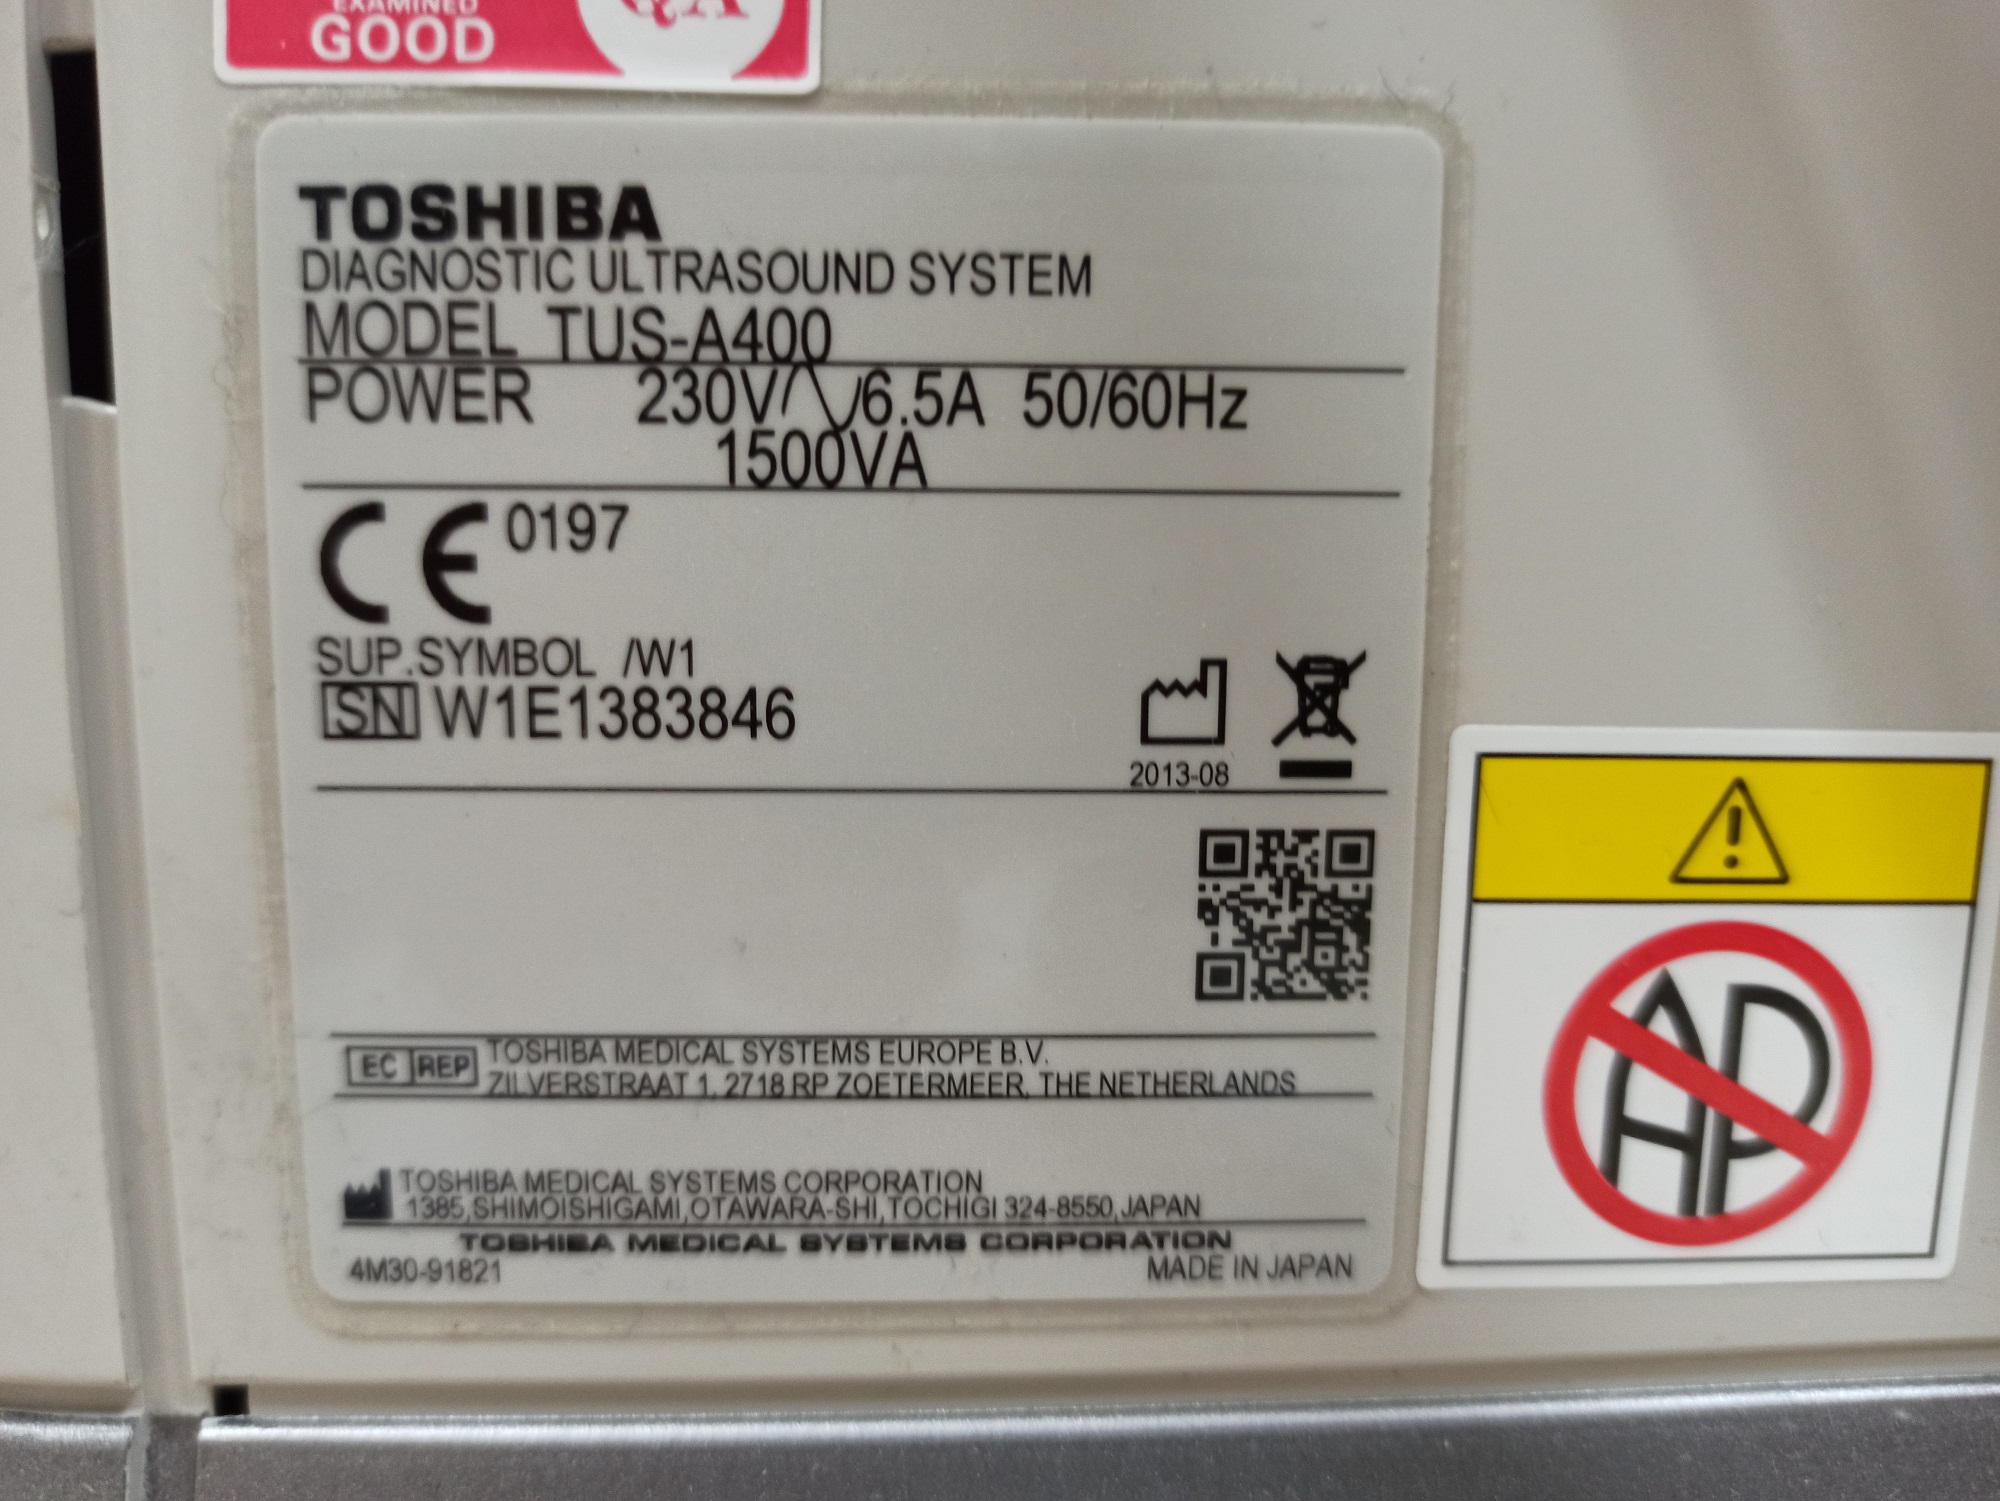 EXAMINED
GOOD
TOSHIBA
DIAGNOSTIC ULTRASOUND SYSTEM
MODEL TUS-A400
POWER 230V 6.5A 50/60Hz
1500VA
CE 0197
SUP.SYMBOL /W1
SN W1E1383846
2013-08
EC REP TOSHIBA MEDICAL SYSTEMS EUROPE B.V.
ZILVERSTRAAT 1, 2718 RP ZOETERMEER, THE NETHERLANDS
TOSHIBA MEDICAL SYSTEMS CORPORATION
1385,SHIMOISHIGAMI,OTAWARA-SHI,TOCHIGI 324-8550,JAPAN
TOSHIBA MEDICAL SYSTEMS CORPORATION
4M30-91821 MADE IN JAPAN
AP